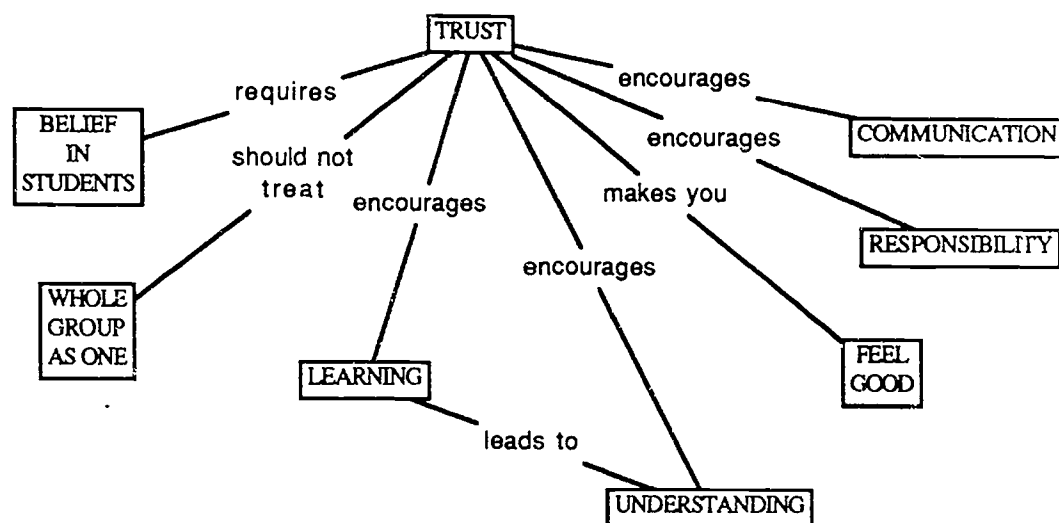 TRUST
requires
encourages
BELIEF
IN
STUDENTS
should not
treat
encourages
encourages
COMMUNICATION
makes you
RESPONSIBILITY
encourages
WHOLE
GROUP
AS ONE
LEARNING
FEEL
GOOD
leads to
UNDERSTANDING